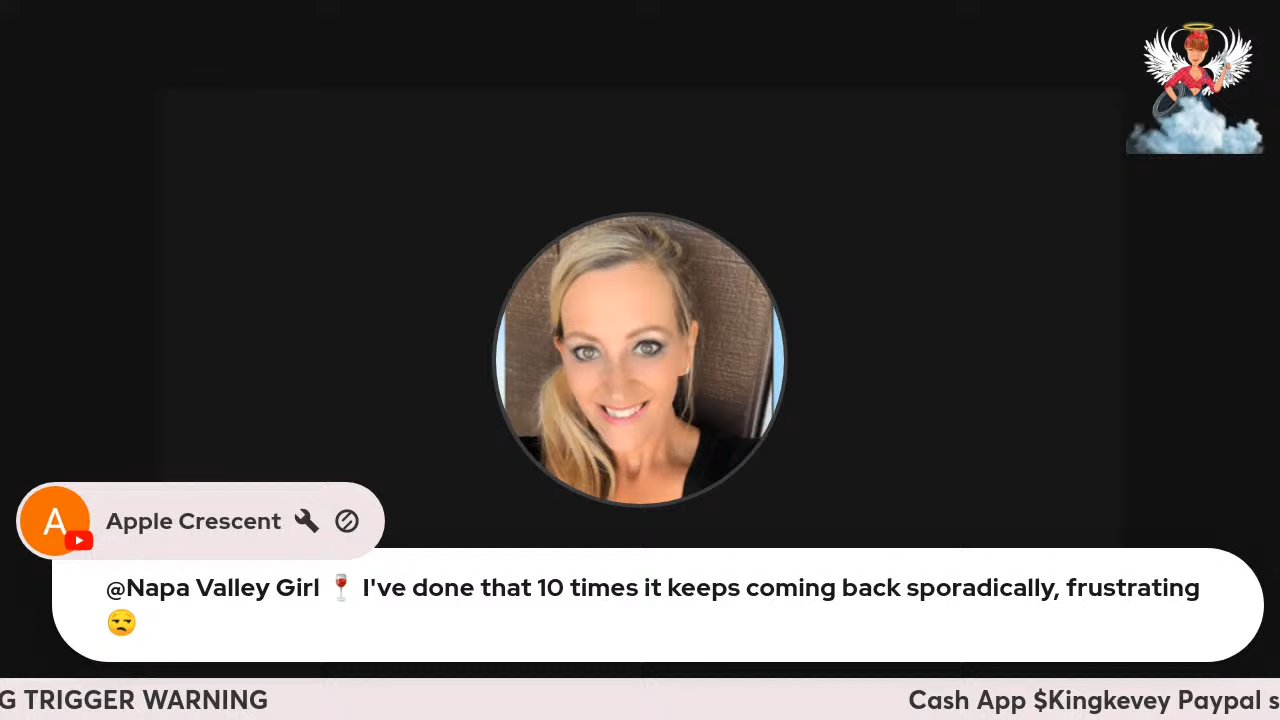 A
Apple Crescent
@Napa Valley Girl 🍷 I've done that 10 times it keeps coming back sporadically, frustrating
😒
G TRIGGER WARNING Cash App $Kingkevey Paypal s